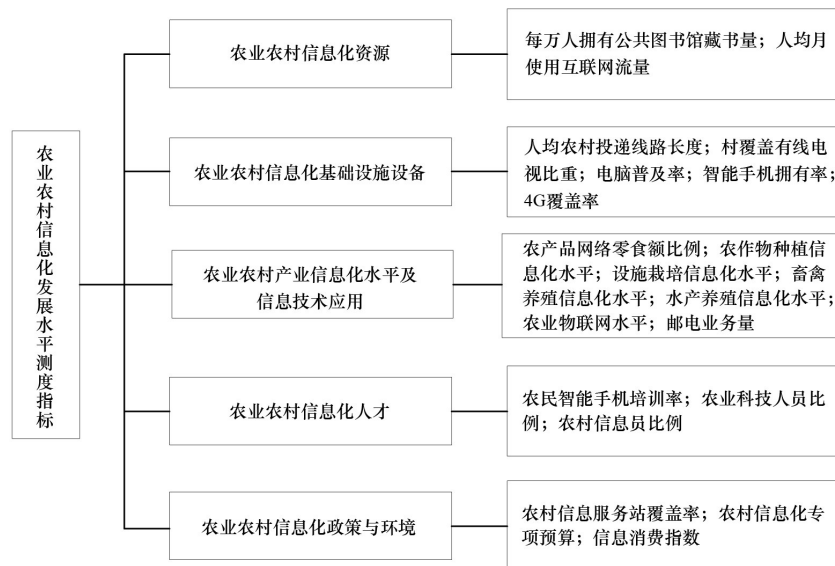 农业农村信息化发展水平测度指标
农业农村信息化资源
每万人拥有公共图书馆藏书量；人均月
使用互联网流量
农业农村信息化基础设施设备
人均农村投递线路长度；村覆盖有线电
视比重；电脑普及率；智能手机拥有率；
4G覆盖率
农业农村产业信息化水平及
信息技术应用
农产品网络零食额比例；农作物种植信
息化水平；设施栽培信息化水平；畜禽
养殖信息化水平；水产养殖信息化水平；
农业物联网水平；邮电业务量
农业农村信息化人才
农民智能手机培训率；农业科技人员比
例；农村信息员比例
农业农村信息化政策与环境
农村信息服务站覆盖率；农村信息化专
项预算；信息消费指数